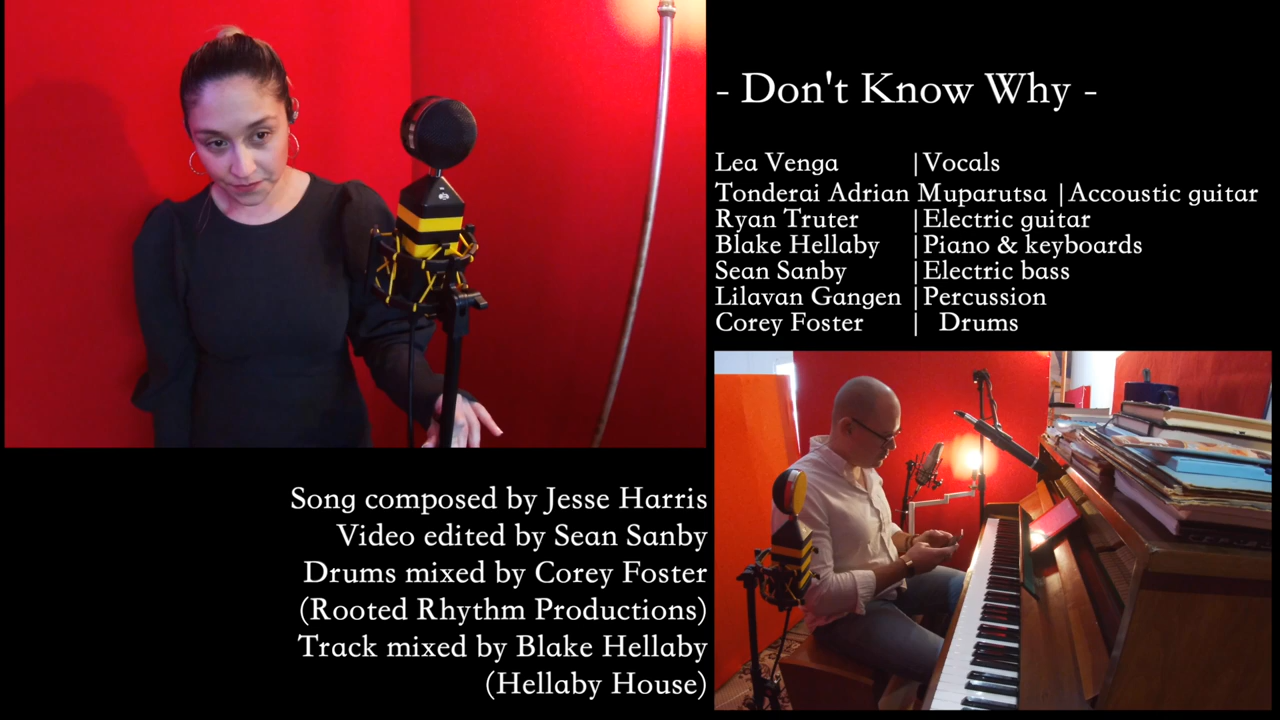 - Don't Know Why -
Lea Venga |Vocals
Tonderai Adrian Muparutsa |Accoustic guitar
Ryan Truter |Electric guitar
Blake Hellaby |Piano & keyboards
Sean Sanby |Electric bass
Lilavan Gangen |Percussion
Corey Foster | Drums
Song composed by Jesse Harris
Video edited by Sean Sanby
Drums mixed by Corey Foster
(Rooted Rhythm Productions)
Track mixed by Blake Hellaby
(Hellaby House)